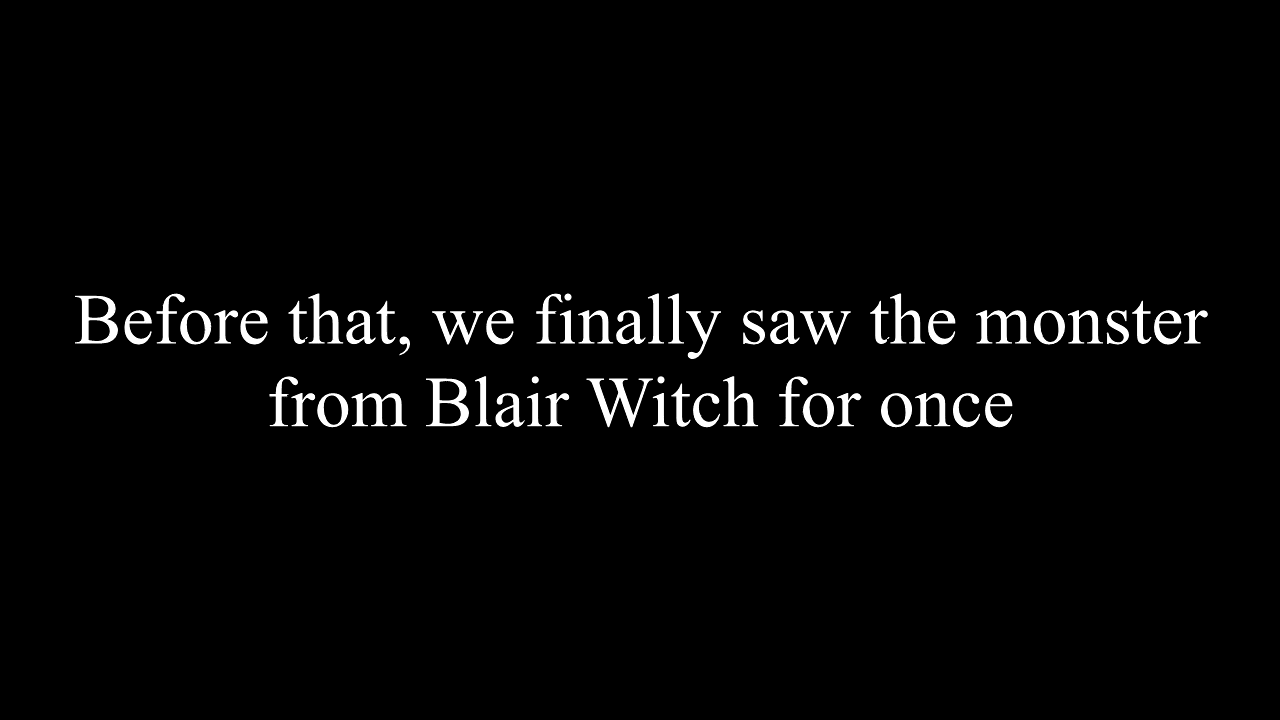 Before that, we finally saw the monster
from Blair Witch for once